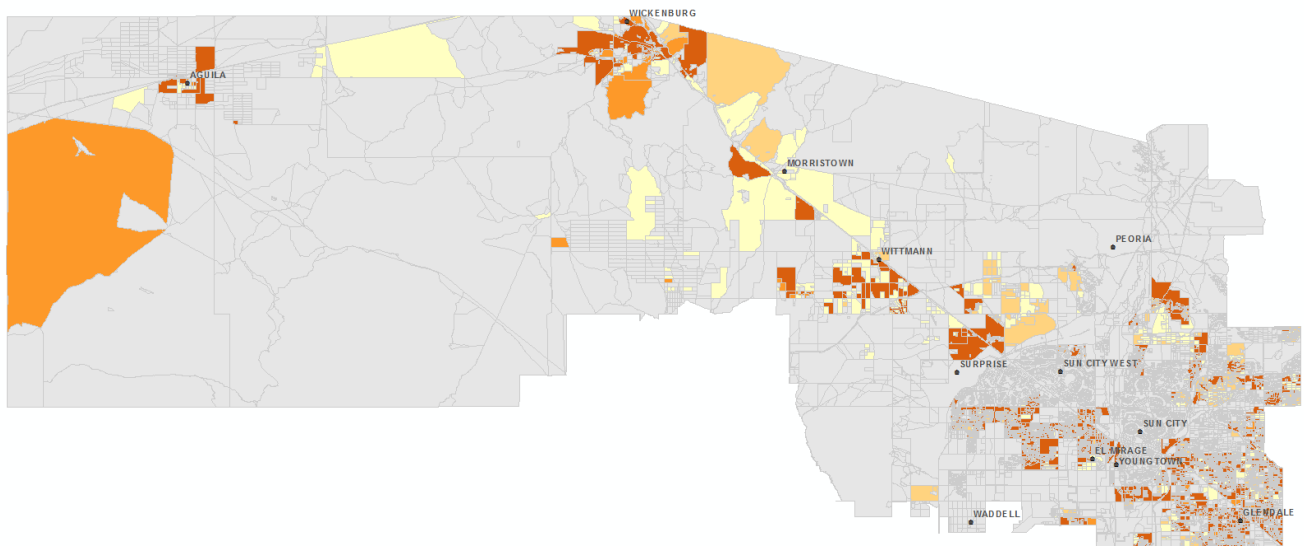 WICKENBURG
AGUILA
MORRISTOWN
PEORIA
WITTMANN
SURPRISE
SUN CITY WEST
SUN CITY
EL MIRAGE
YOUNGTOWN
WADDELL
GLENDALE